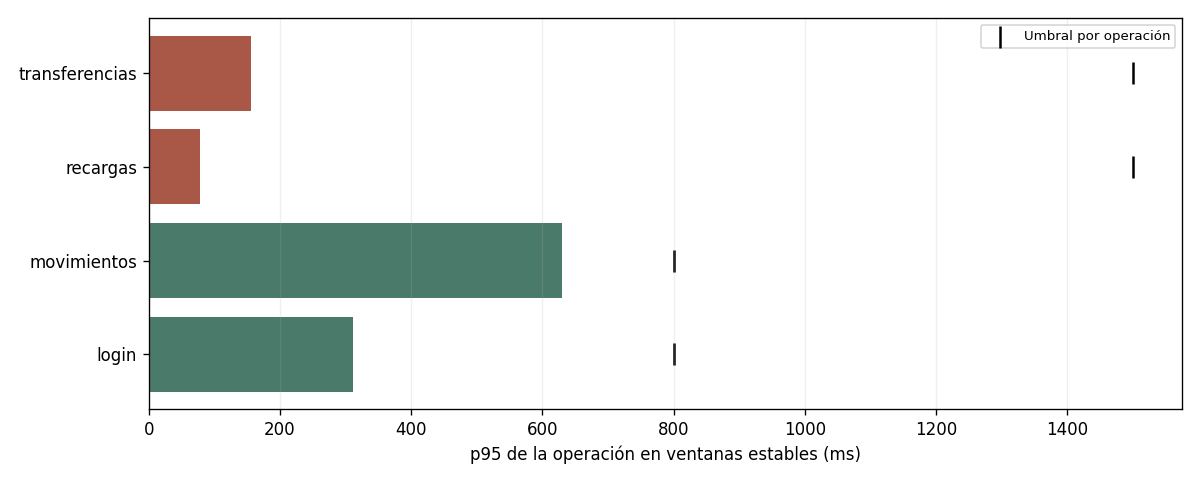 Umbral por operación
transferencias
recargas
movimientos
login
0 200 400 600 800 1000 1200 1400
p95 de la operación en ventanas estables (ms)